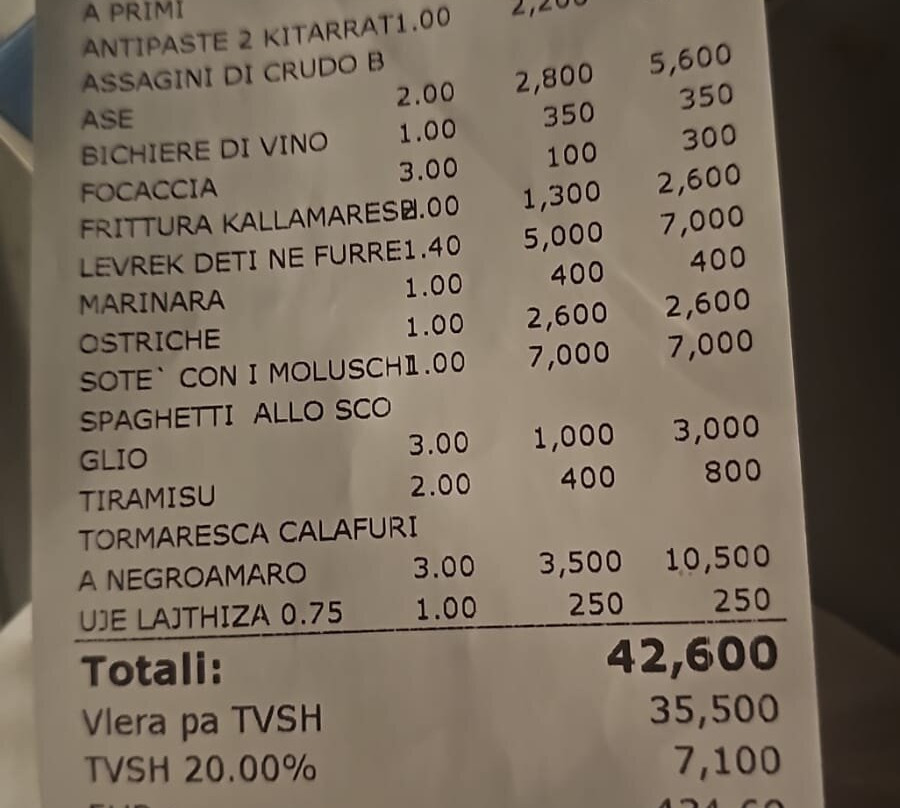 A PRIMI
ANTIPASTE 2 KITARRAT1.00
ASSAGINI DI CRUDO B
ASE 2.00 2,800 5,600
BICHIERE DI VINO 1.00 350 350
FOCACCIA 3.00 100 300
FRITTURA KALLAMARESH2.00 1,300 2,600
LEVREK DETI NE FURRE1.40 5,000 7,000
MARINARA 1.00 400 400
OSTRICHE 1.00 2,600 2,600
SOTE` CON I MOLUSCHI1.00 7,000 7,000
SPAGHETTI ALLO SCO
GLIO 3.00 1,000 3,000
TIRAMISU 2.00 400 800
TORMARESCA CALAFURI
A NEGROAMARO 3.00 3,500 10,500
UJE LAJTHIZA 0.75 1.00 250 250
Totali: 42,600
Vlera pa TVSH 35,500
TVSH 20.00% 7,100